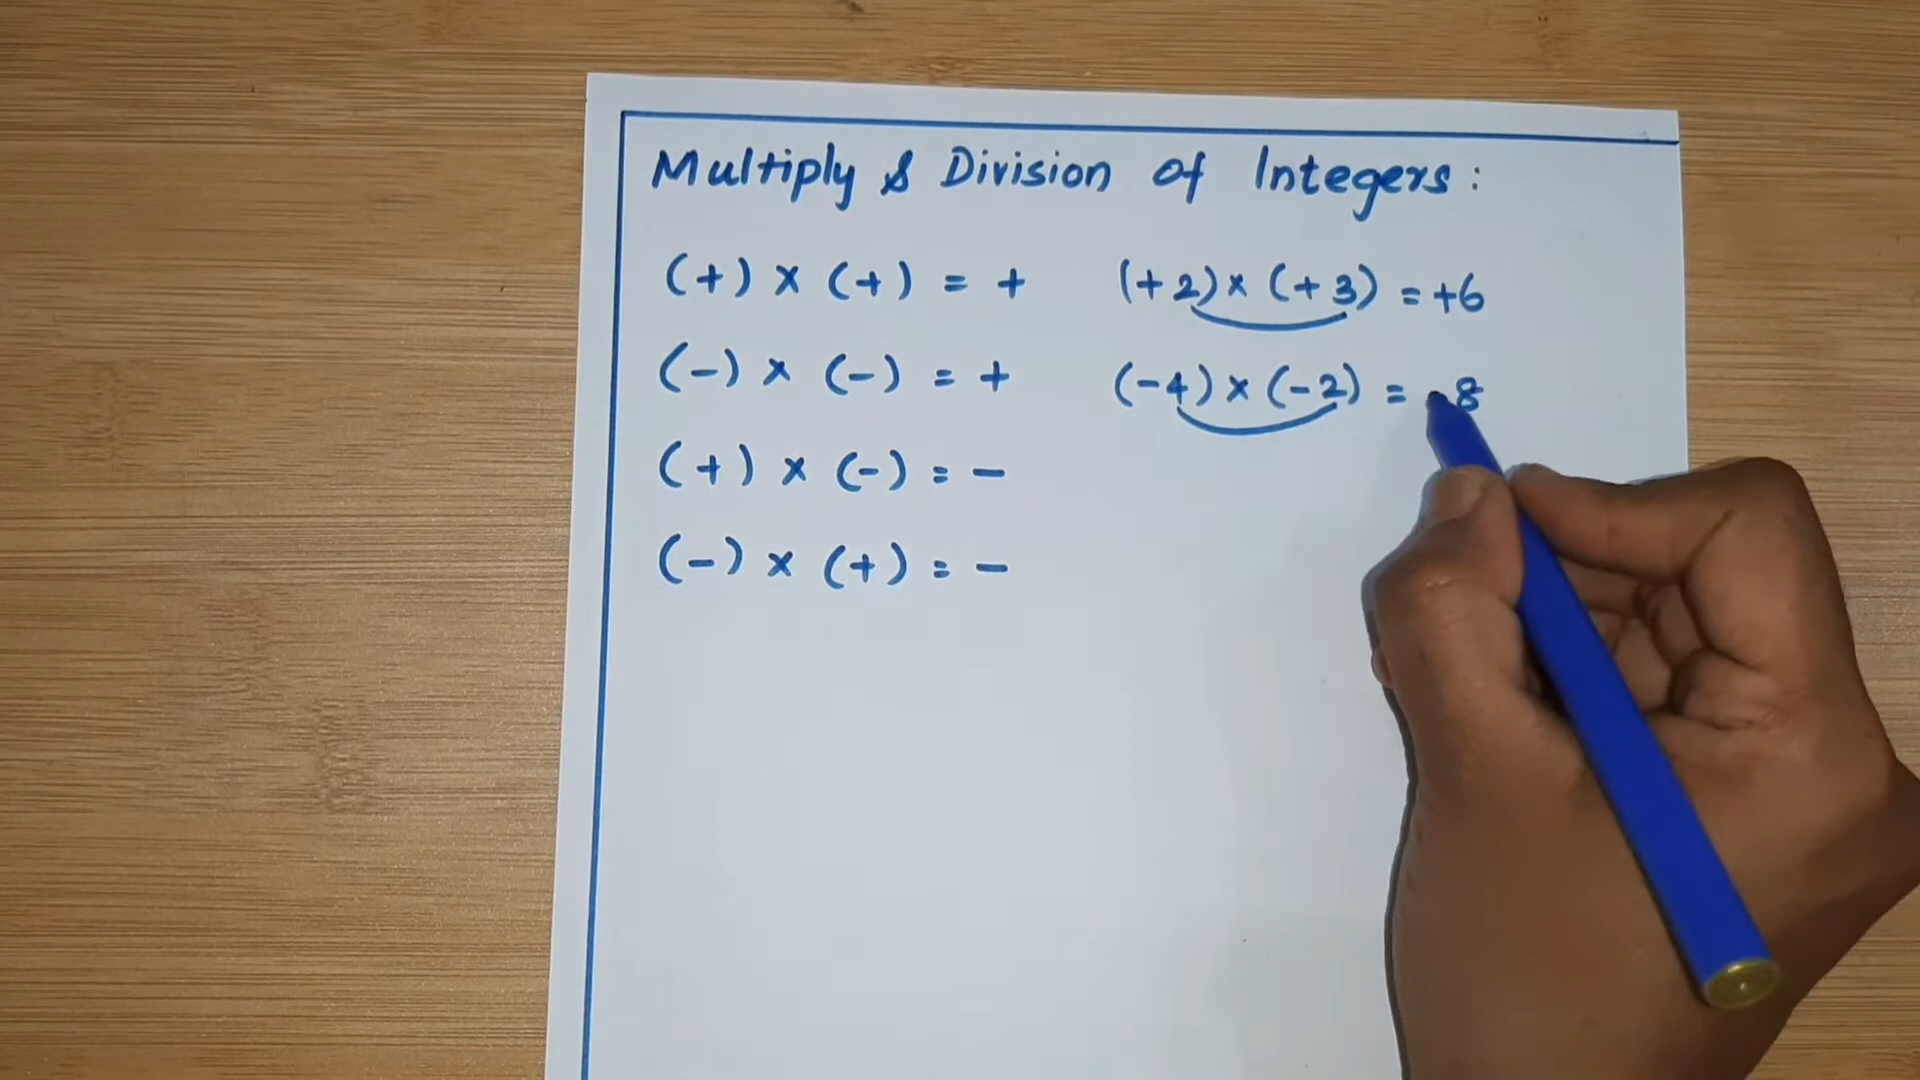 Multiply & Division of Integers:
(+) × (+) = + (+2) × (+3) = +6
(-) × (-) = + (-4) × (-2) = 8
(+) × (-) = -
(-) × (+) = -